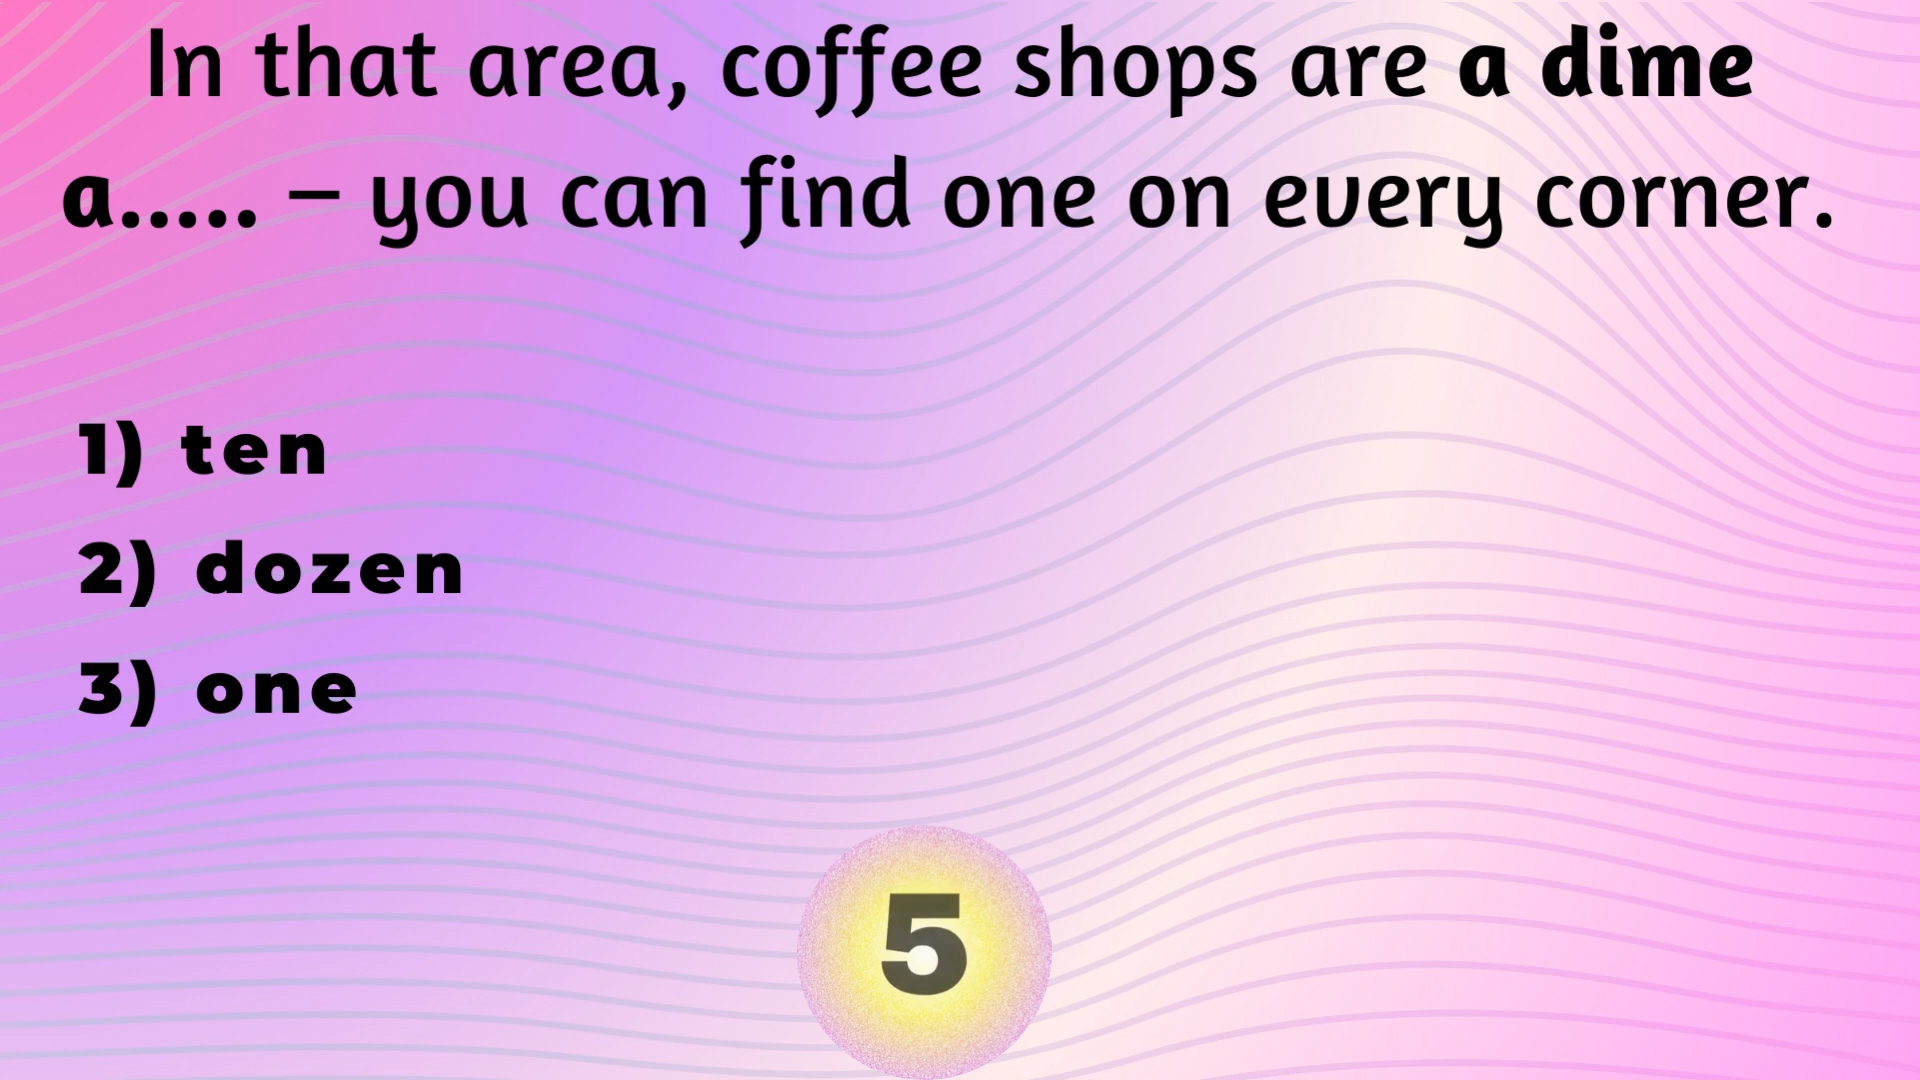 In that area, coffee shops are a dime
a..... – you can find one on every corner.
1) ten
2) dozen
3) one
5